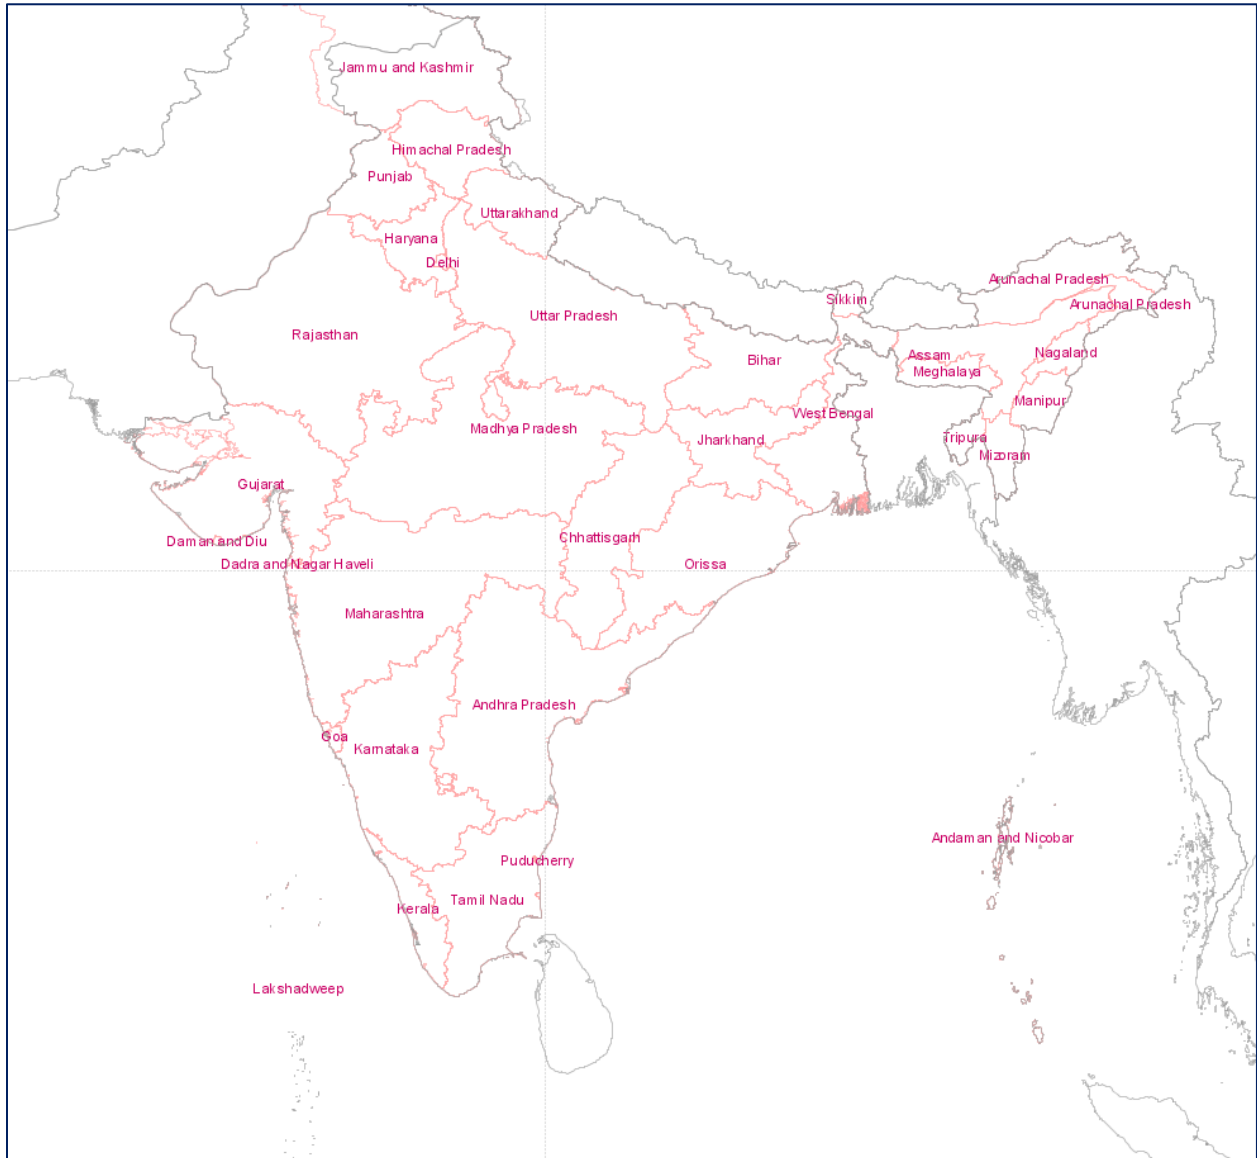 Jammu and Kashmir
Himachal Pradesh
Punjab
Uttarakhand
Haryana
Delhi
Arunachal Pradesh
Sikkim
Arunachal Pradesh
Uttar Pradesh
Rajasthan
Nagaland
Assam
Bihar
Meghalaya
Manipur
West Bengal
Madhya Pradesh
Jharkhand
Tripura
Mizoram
Gujarat
Chhattisgarh
Daman and Diu
Dadra and Nagar Haveli
Orissa
Maharashtra
Andhra Pradesh
Goa
Karnataka
Andaman and Nicobar
Puducherry
Tamil Nadu
Kerala
Lakshadweep